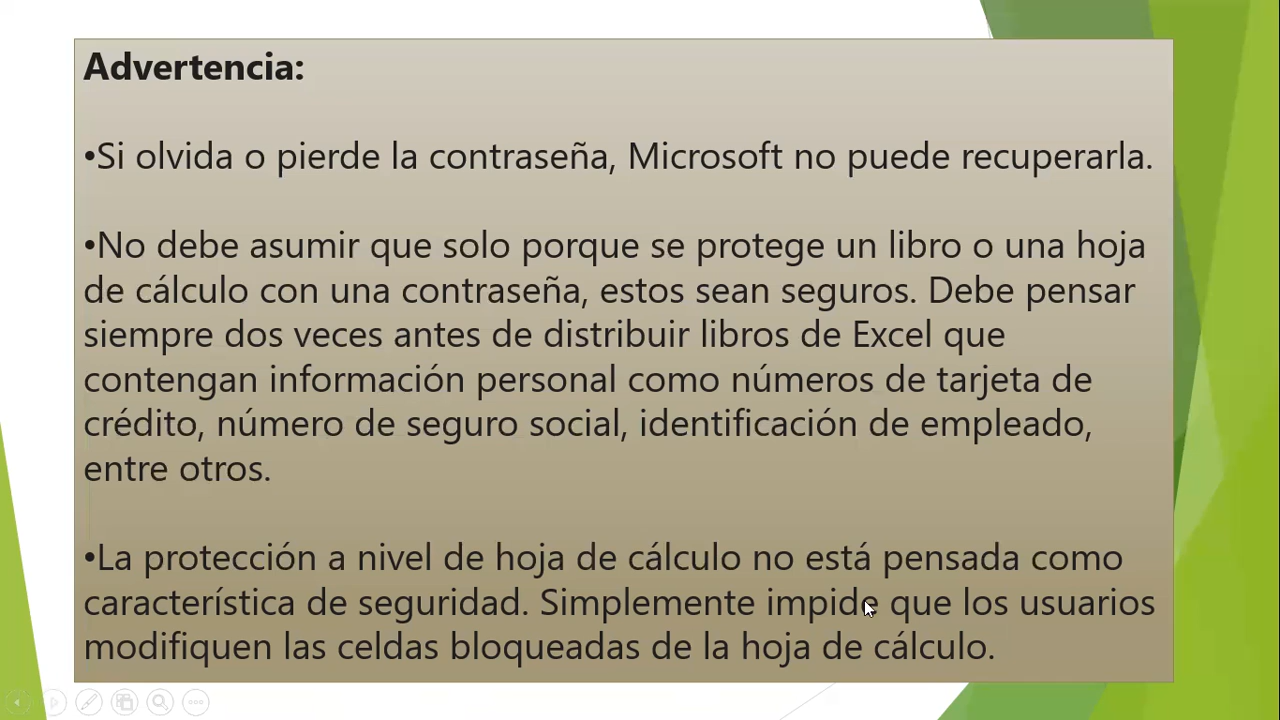 Advertencia:
•Si olvida o pierde la contraseña, Microsoft no puede recuperarla.
•No debe asumir que solo porque se protege un libro o una hoja
de cálculo con una contraseña, estos sean seguros. Debe pensar
siempre dos veces antes de distribuir libros de Excel que
contengan información personal como números de tarjeta de
crédito, número de seguro social, identificación de empleado,
entre otros.
•La protección a nivel de hoja de cálculo no está pensada como
característica de seguridad. Simplemente impide que los usuarios
modifiquen las celdas bloqueadas de la hoja de cálculo.